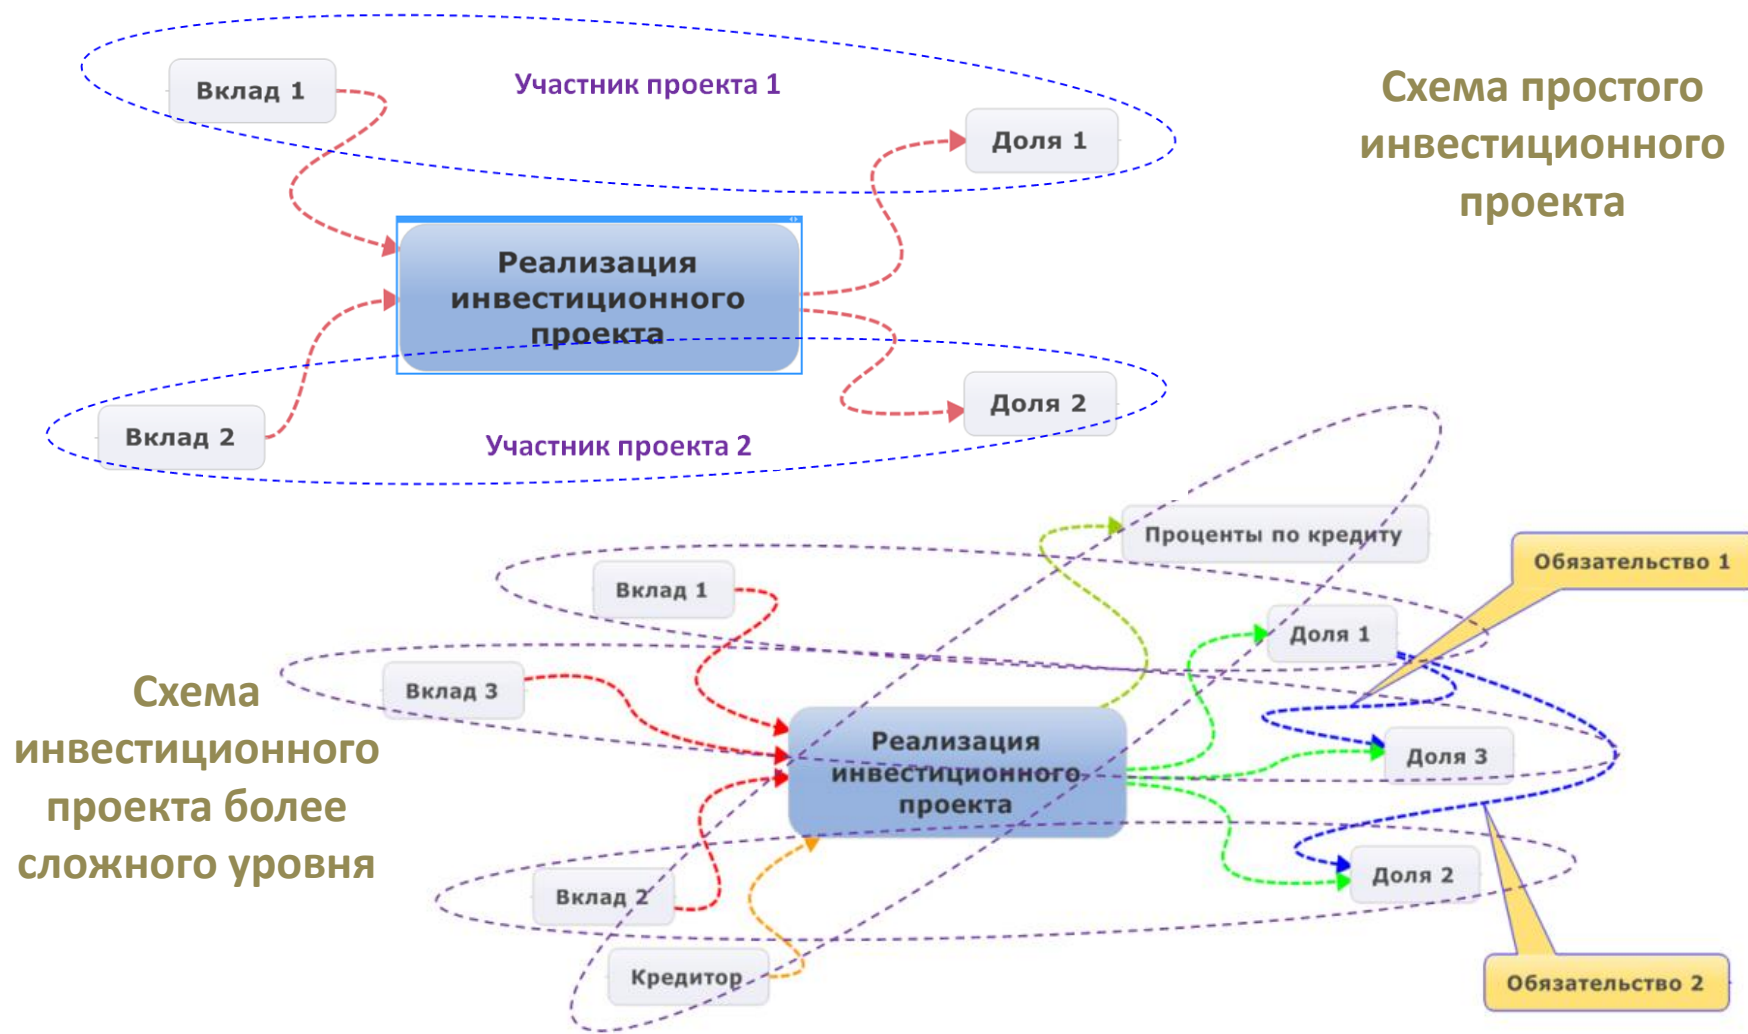 Вклад 1
Участник проекта 1
Доля 1
Схема простого
инвестиционного
проекта
Реализация
инвестиционного
проекта
Вклад 2
Участник проекта 2
Доля 2
Проценты по кредиту
Обязательство 1
Вклад 1
Доля 1
Вклад 3
Схема
инвестиционного
проекта более
сложного уровня
Реализация
инвестиционного
проекта
Доля 3
Вклад 2
Доля 2
Кредитор
Обязательство 2